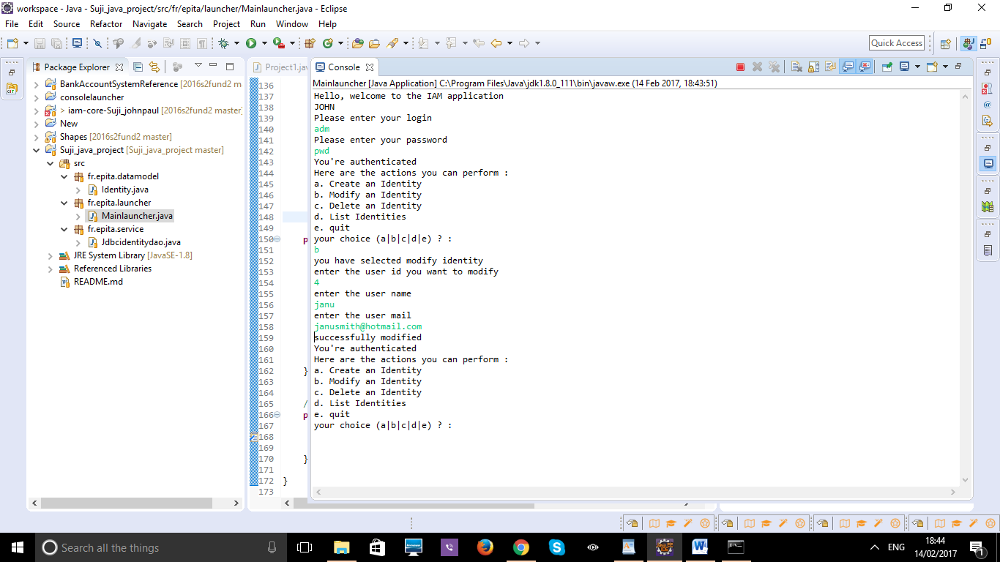 workspace - Java - Suji_java_project/src/fr/epita/launcher/Mainlauncher.java - Eclipse
File Edit Source Refactor Navigate Search Project Run Window Help
Quick Access
Package Explorer
BankAccountSystemReference [2016s2fund2 m
consolelauncher
> iam-core-Suji_johnpaul [2016s2fund2 master]
New
Shapes [2016s2fund2 master]
Suji_java_project [Suji_java_project master]
src
fr.epita.datamodel
Identity.java
fr.epita.launcher
Mainlauncher.java
fr.epita.service
Jdbcidentitydao.java
JRE System Library [JavaSE-1.8]
Referenced Libraries
README.md
Project1.jav
136
137
138
139
140
141
142
143
144
145
146
147
148
149
150 p
151
152
153
154
155
156
157
158
159
160
161
162 }
163
164
165 /
166 p
167
168
169
170 }
171
172 }
173
Console
Mainlauncher [Java Application] C:\Program Files\Java\jdk1.8.0_111\bin\javaw.exe (14 Feb 2017, 18:43:51)
Hello, welcome to the IAM application
JOHN
Please enter your login
adm
Please enter your password
pwd
You're authenticated
Here are the actions you can perform :
a. Create an Identity
b. Modify an Identity
c. Delete an Identity
d. List Identities
e. quit
your choice (a|b|c|d|e) ? :
b
you have selected modify identity
enter the user id you want to modify
4
enter the user name
janu
enter the user mail
janusmith@hotmail.com
successfully modified
You're authenticated
Here are the actions you can perform :
a. Create an Identity
b. Modify an Identity
c. Delete an Identity
d. List Identities
e. quit
your choice (a|b|c|d|e) ? :
Search all the things
ENG
18:44
14/02/2017
1